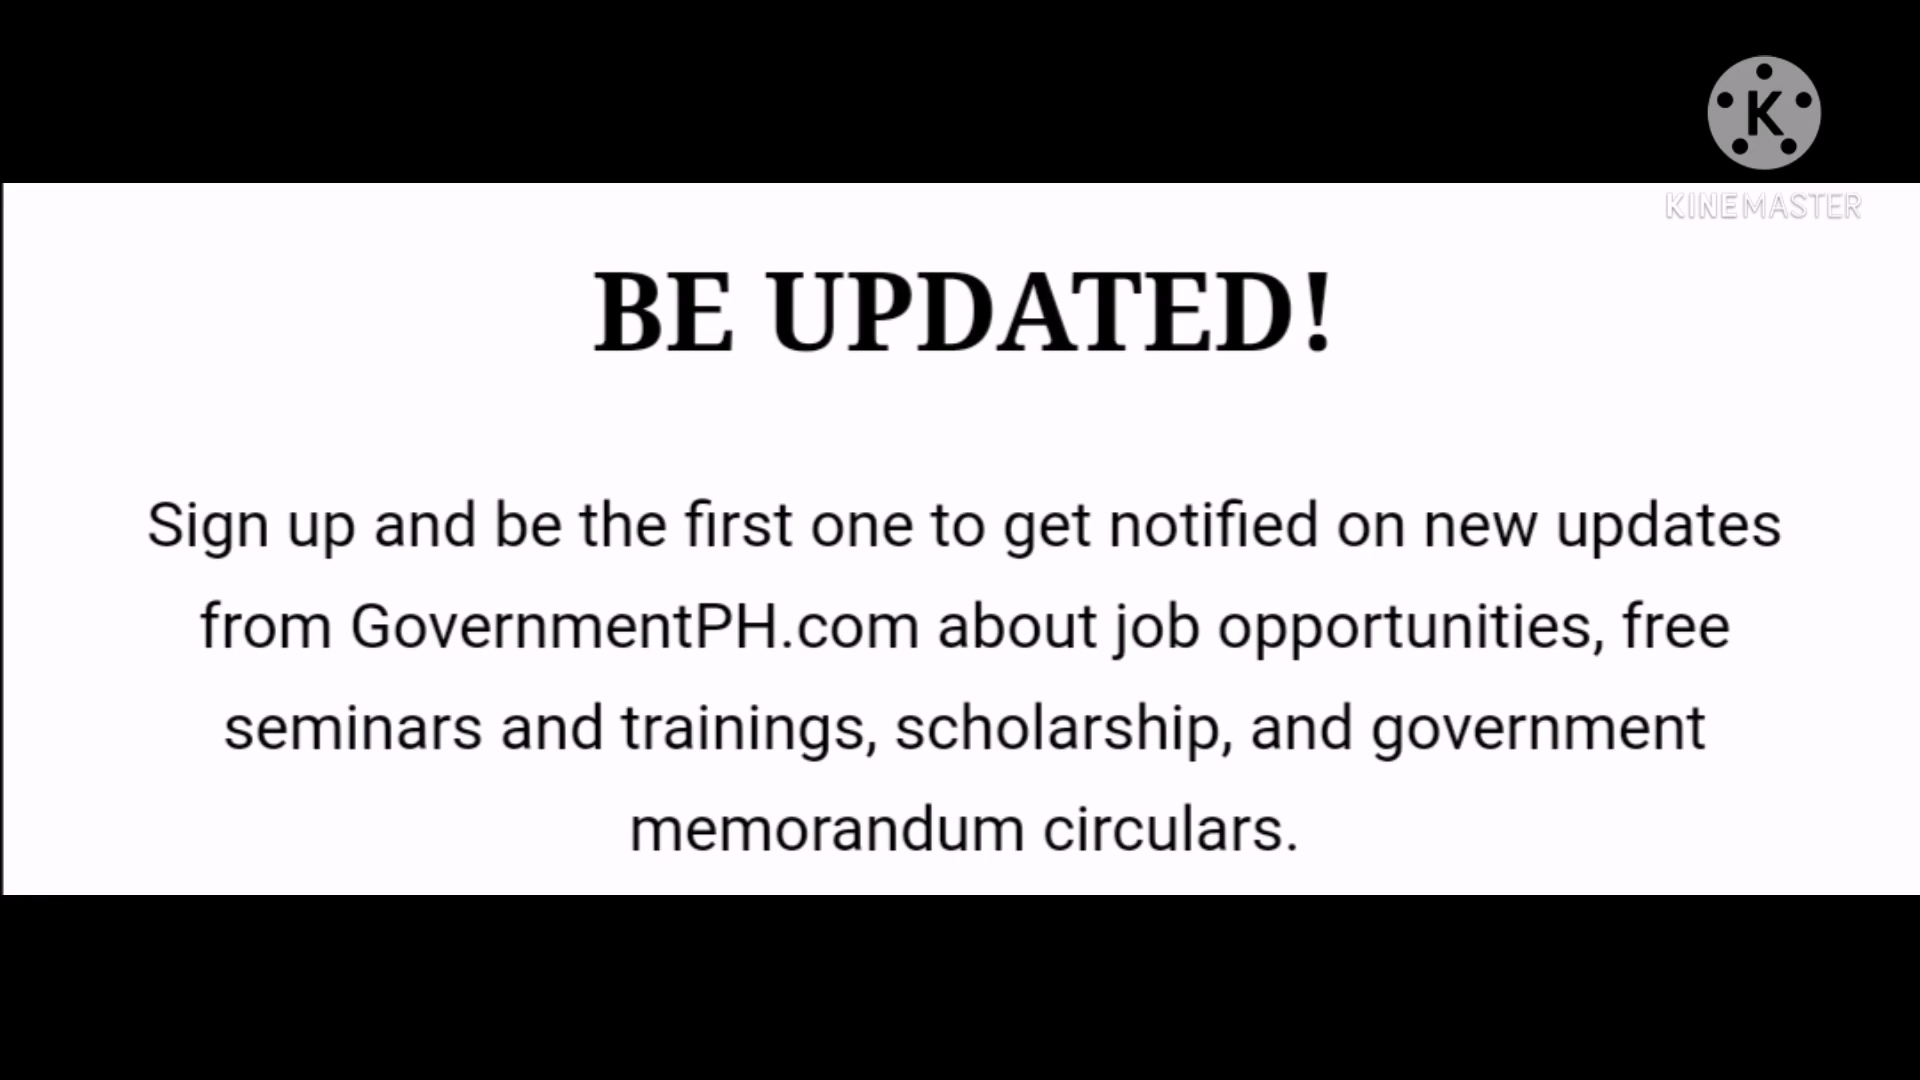 K
KINEMASTER
BE UPDATED!
Sign up and be the first one to get notified on new updates
from GovernmentPH.com about job opportunities, free
seminars and trainings, scholarship, and government
memorandum circulars.